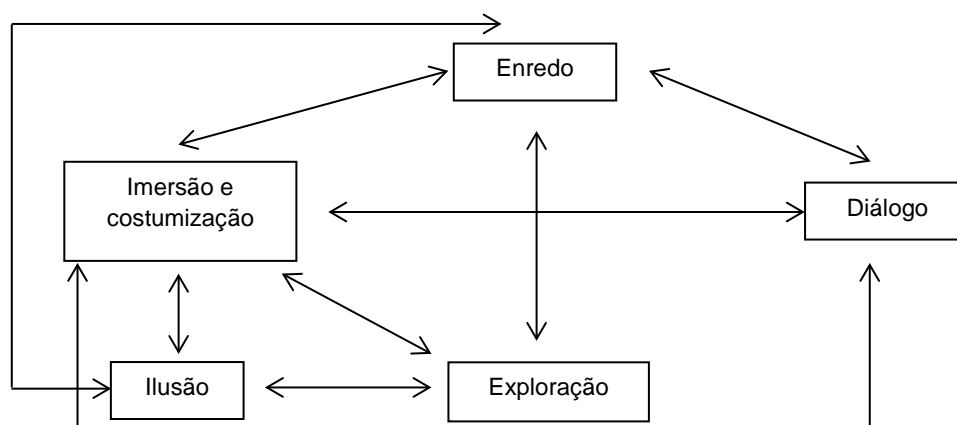 Enredo
Imersão e
costumização
Diálogo
Ilusão
Exploração